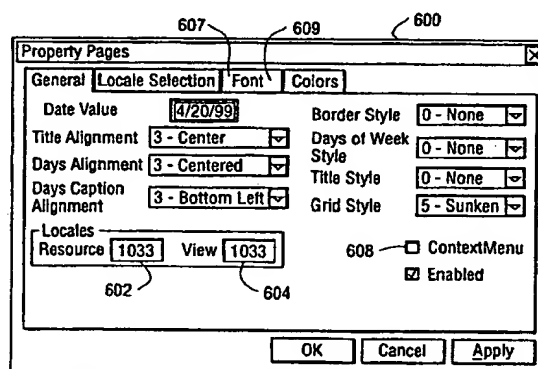 600
607
609
Property Pages
General
Locale Selection
Font
Colors
Date Value 4/20/99
Title Alignment 3 - Center
Days Alignment 3 - Centered
Days Caption Alignment 3 - Bottom Left
Locales
Resource 1033 View 1033
602
604
Border Style 0 - None
Days of Week Style 0 - None
Title Style 0 - None
Grid Style 5 - Sunken
608 ContextMenu
Enabled
OK
Cancel
Apply